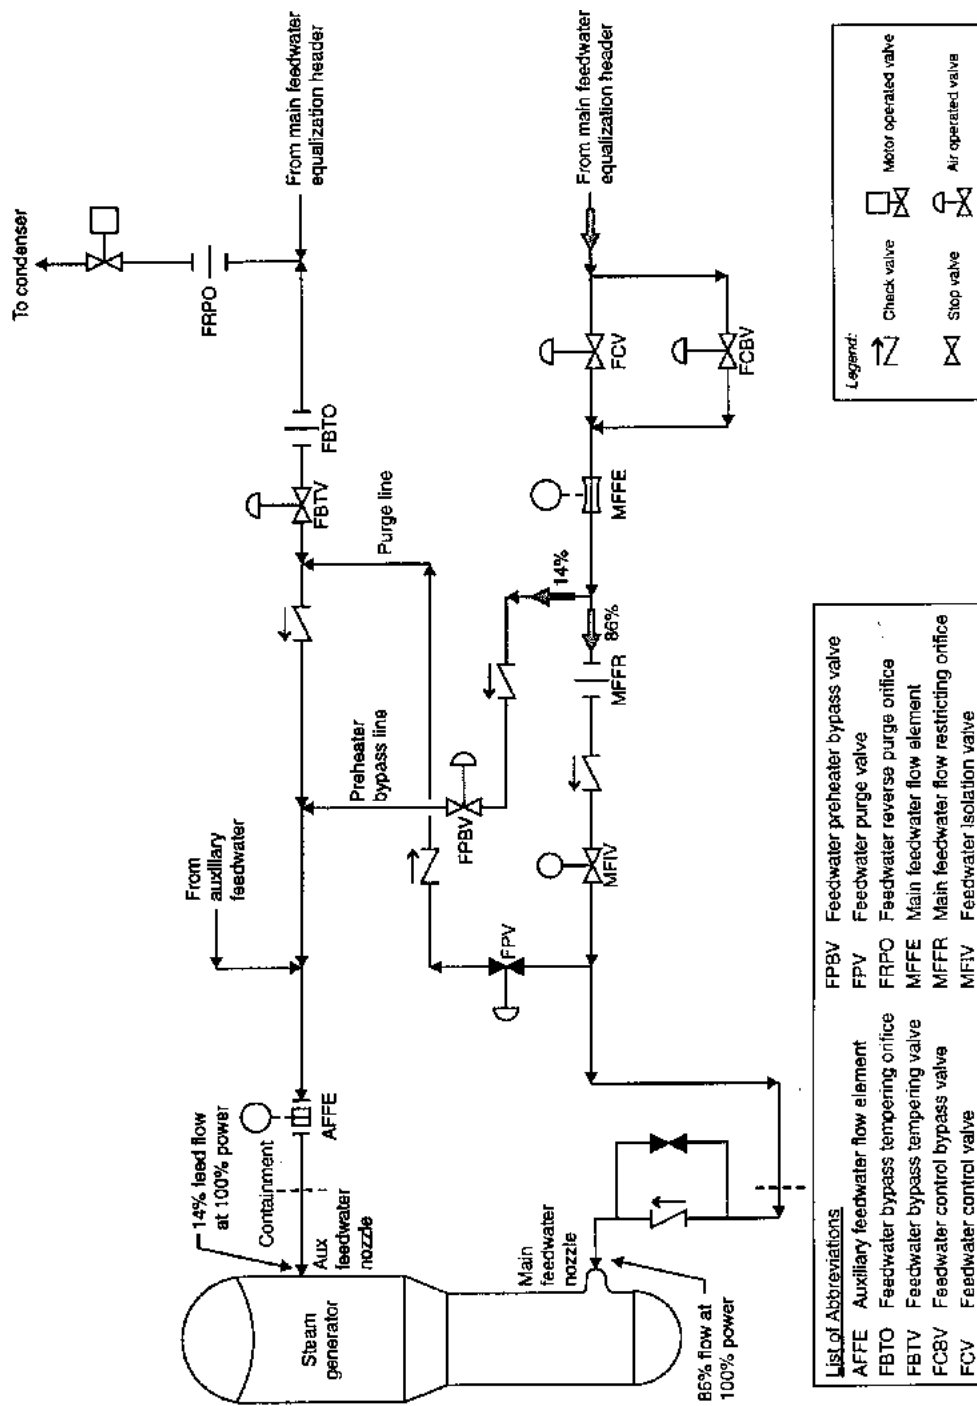 To condenser
FRPO
From main feedwater
equalization header
FBTO
FBTV
Purge line
From
auxiliary
feedwater
Preheater
bypass line
FPBV
14% feed flow
at 100% power
Containment
AFFE
Aux
feedwater
nozzle
Steam
generator
From main feedwater
equalization header
FCV
FCBV
MFFE
14%
86%
MFFR
MFIV
FPV
Main
feedwater
nozzle
86% flow at
100% power
Legend:
Check valve
Motor operated valve
Stop valve
Air operated valve
List of Abbreviations
AFFE Auxiliary feedwater flow element
FBTO Feedwater bypass tempering orifice
FBTV Feedwater bypass tempering valve
FCBV Feedwater control bypass valve
FCV Feedwater control valve
FPBV Feedwater preheater bypass valve
FPV Feedwater purge valve
FRPO Feedwater reverse purge orifice
MFFE Main feedwater flow element
MFFR Main feedwater flow restricting orifice
MFIV Feedwater isolation valve